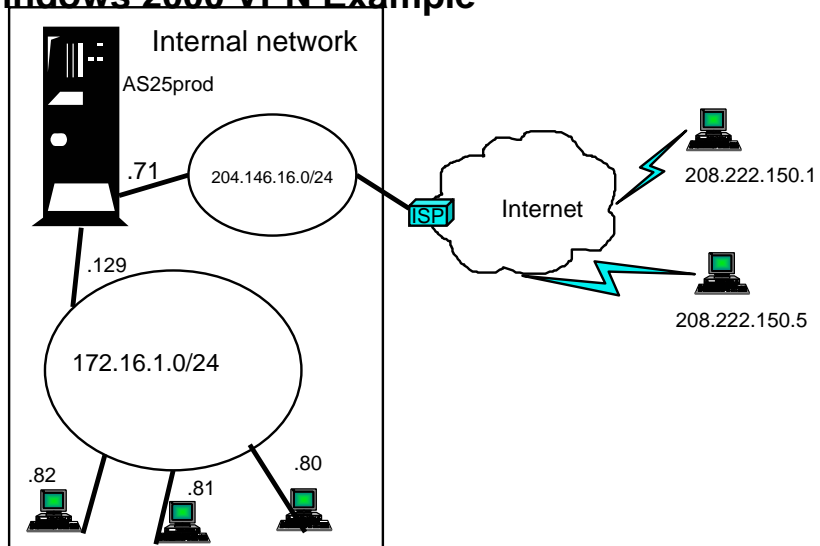 indows 2000 VPN Example
Internal network
AS25prod
.71
204.146.16.0/24
ISP
Internet
208.222.150.1
208.222.150.5
.129
172.16.1.0/24
.82
.81
.80